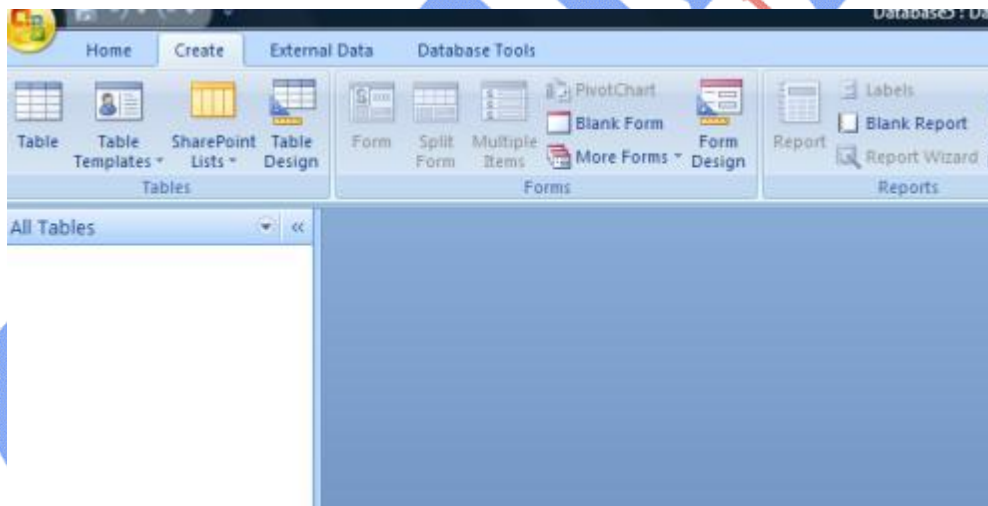 Database5 : Da
Home Create External Data Database Tools
Table
Table Templates
SharePoint Lists
Table Design
Form
Split Form
Multiple Items
PivotChart
Blank Form
More Forms
Form Design
Report
Labels
Blank Report
Report Wizard
Tables Forms Reports
All Tables